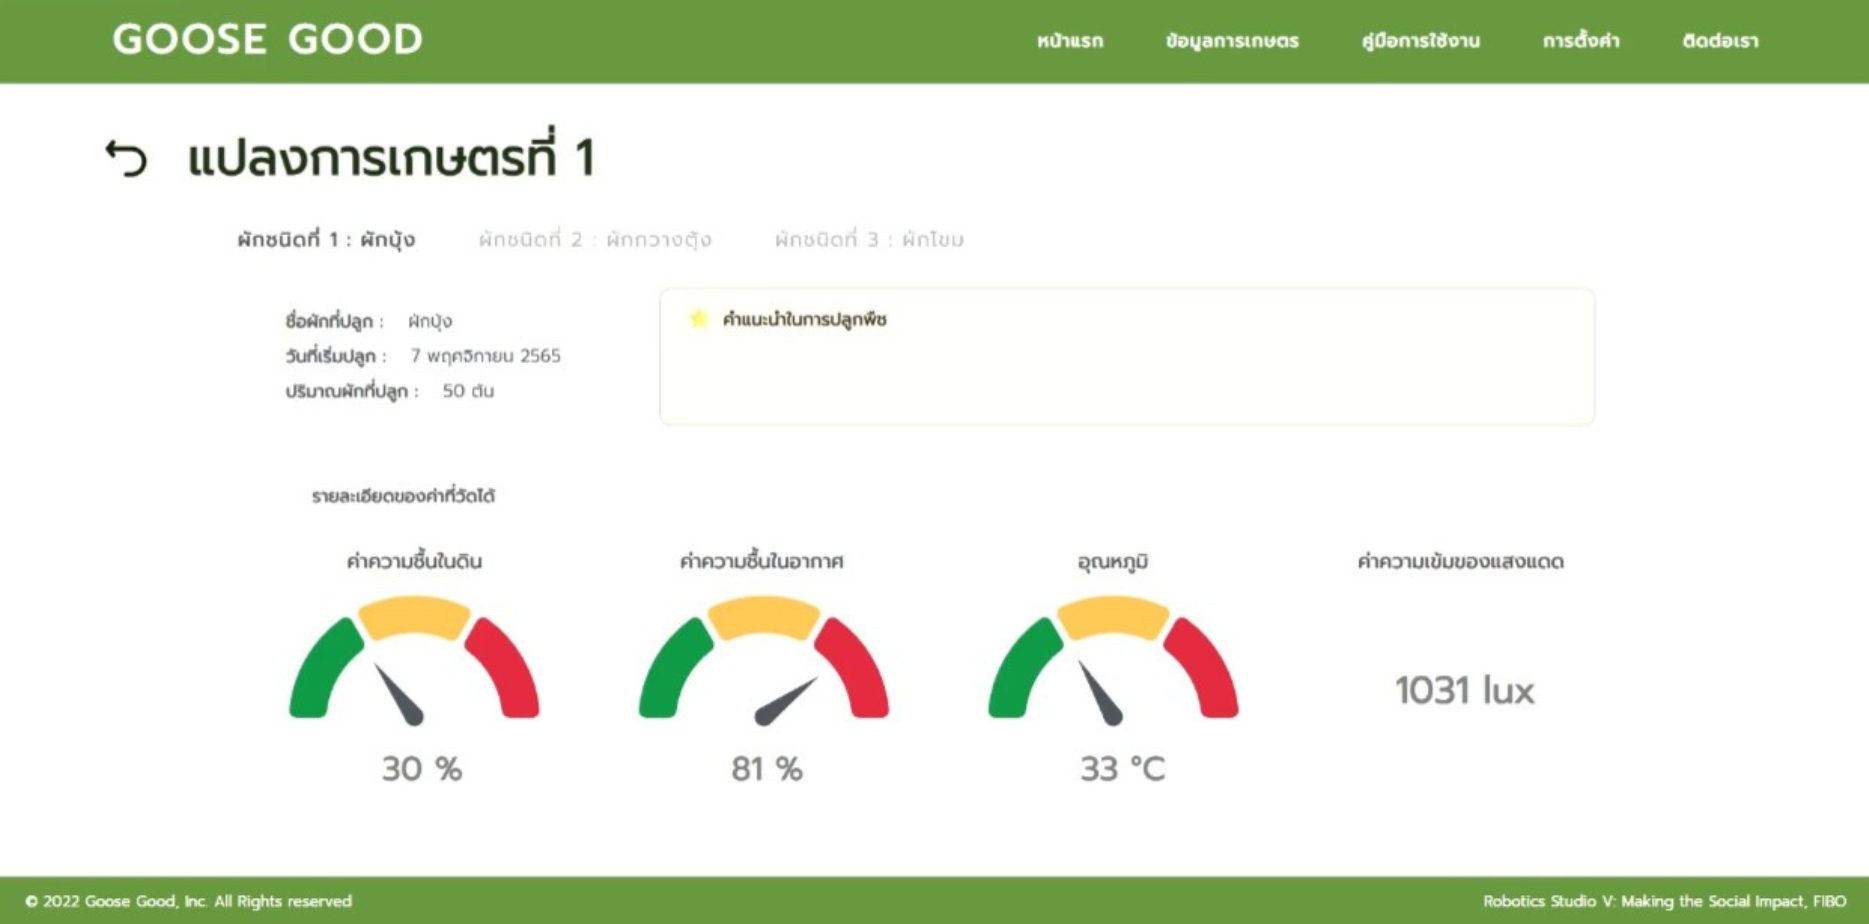 GOOSE GOOD
หน้าแรก ข้อมูลการเกษตร คู่มือการใช้งาน การตั้งค่า ติดต่อเรา
แปลงการเกษตรที่ 1
ผักชนิดที่ 1 : ผักบุ้ง ผักชนิดที่ 2 : ผักกวางตุ้ง ผักชนิดที่ 3 : ผักโขม
ชื่อผักที่ปลูก : ผักบุ้ง
วันที่เริ่มปลูก : 7 พฤศจิกายน 2565
ปริมาณผักที่ปลูก : 50 ต้น
คำแนะนำในการปลูกพืช
รายละเอียดของค่าที่วัดได้
ค่าความชื้นในดิน ค่าความชื้นในอากาศ อุณหภูมิ ค่าความเข้มของแสงแดด
1031 lux
30 % 81 % 33 °C
© 2022 Goose Good, Inc. All Rights reserved
Robotics Studio V: Making the Social Impact, FIBO